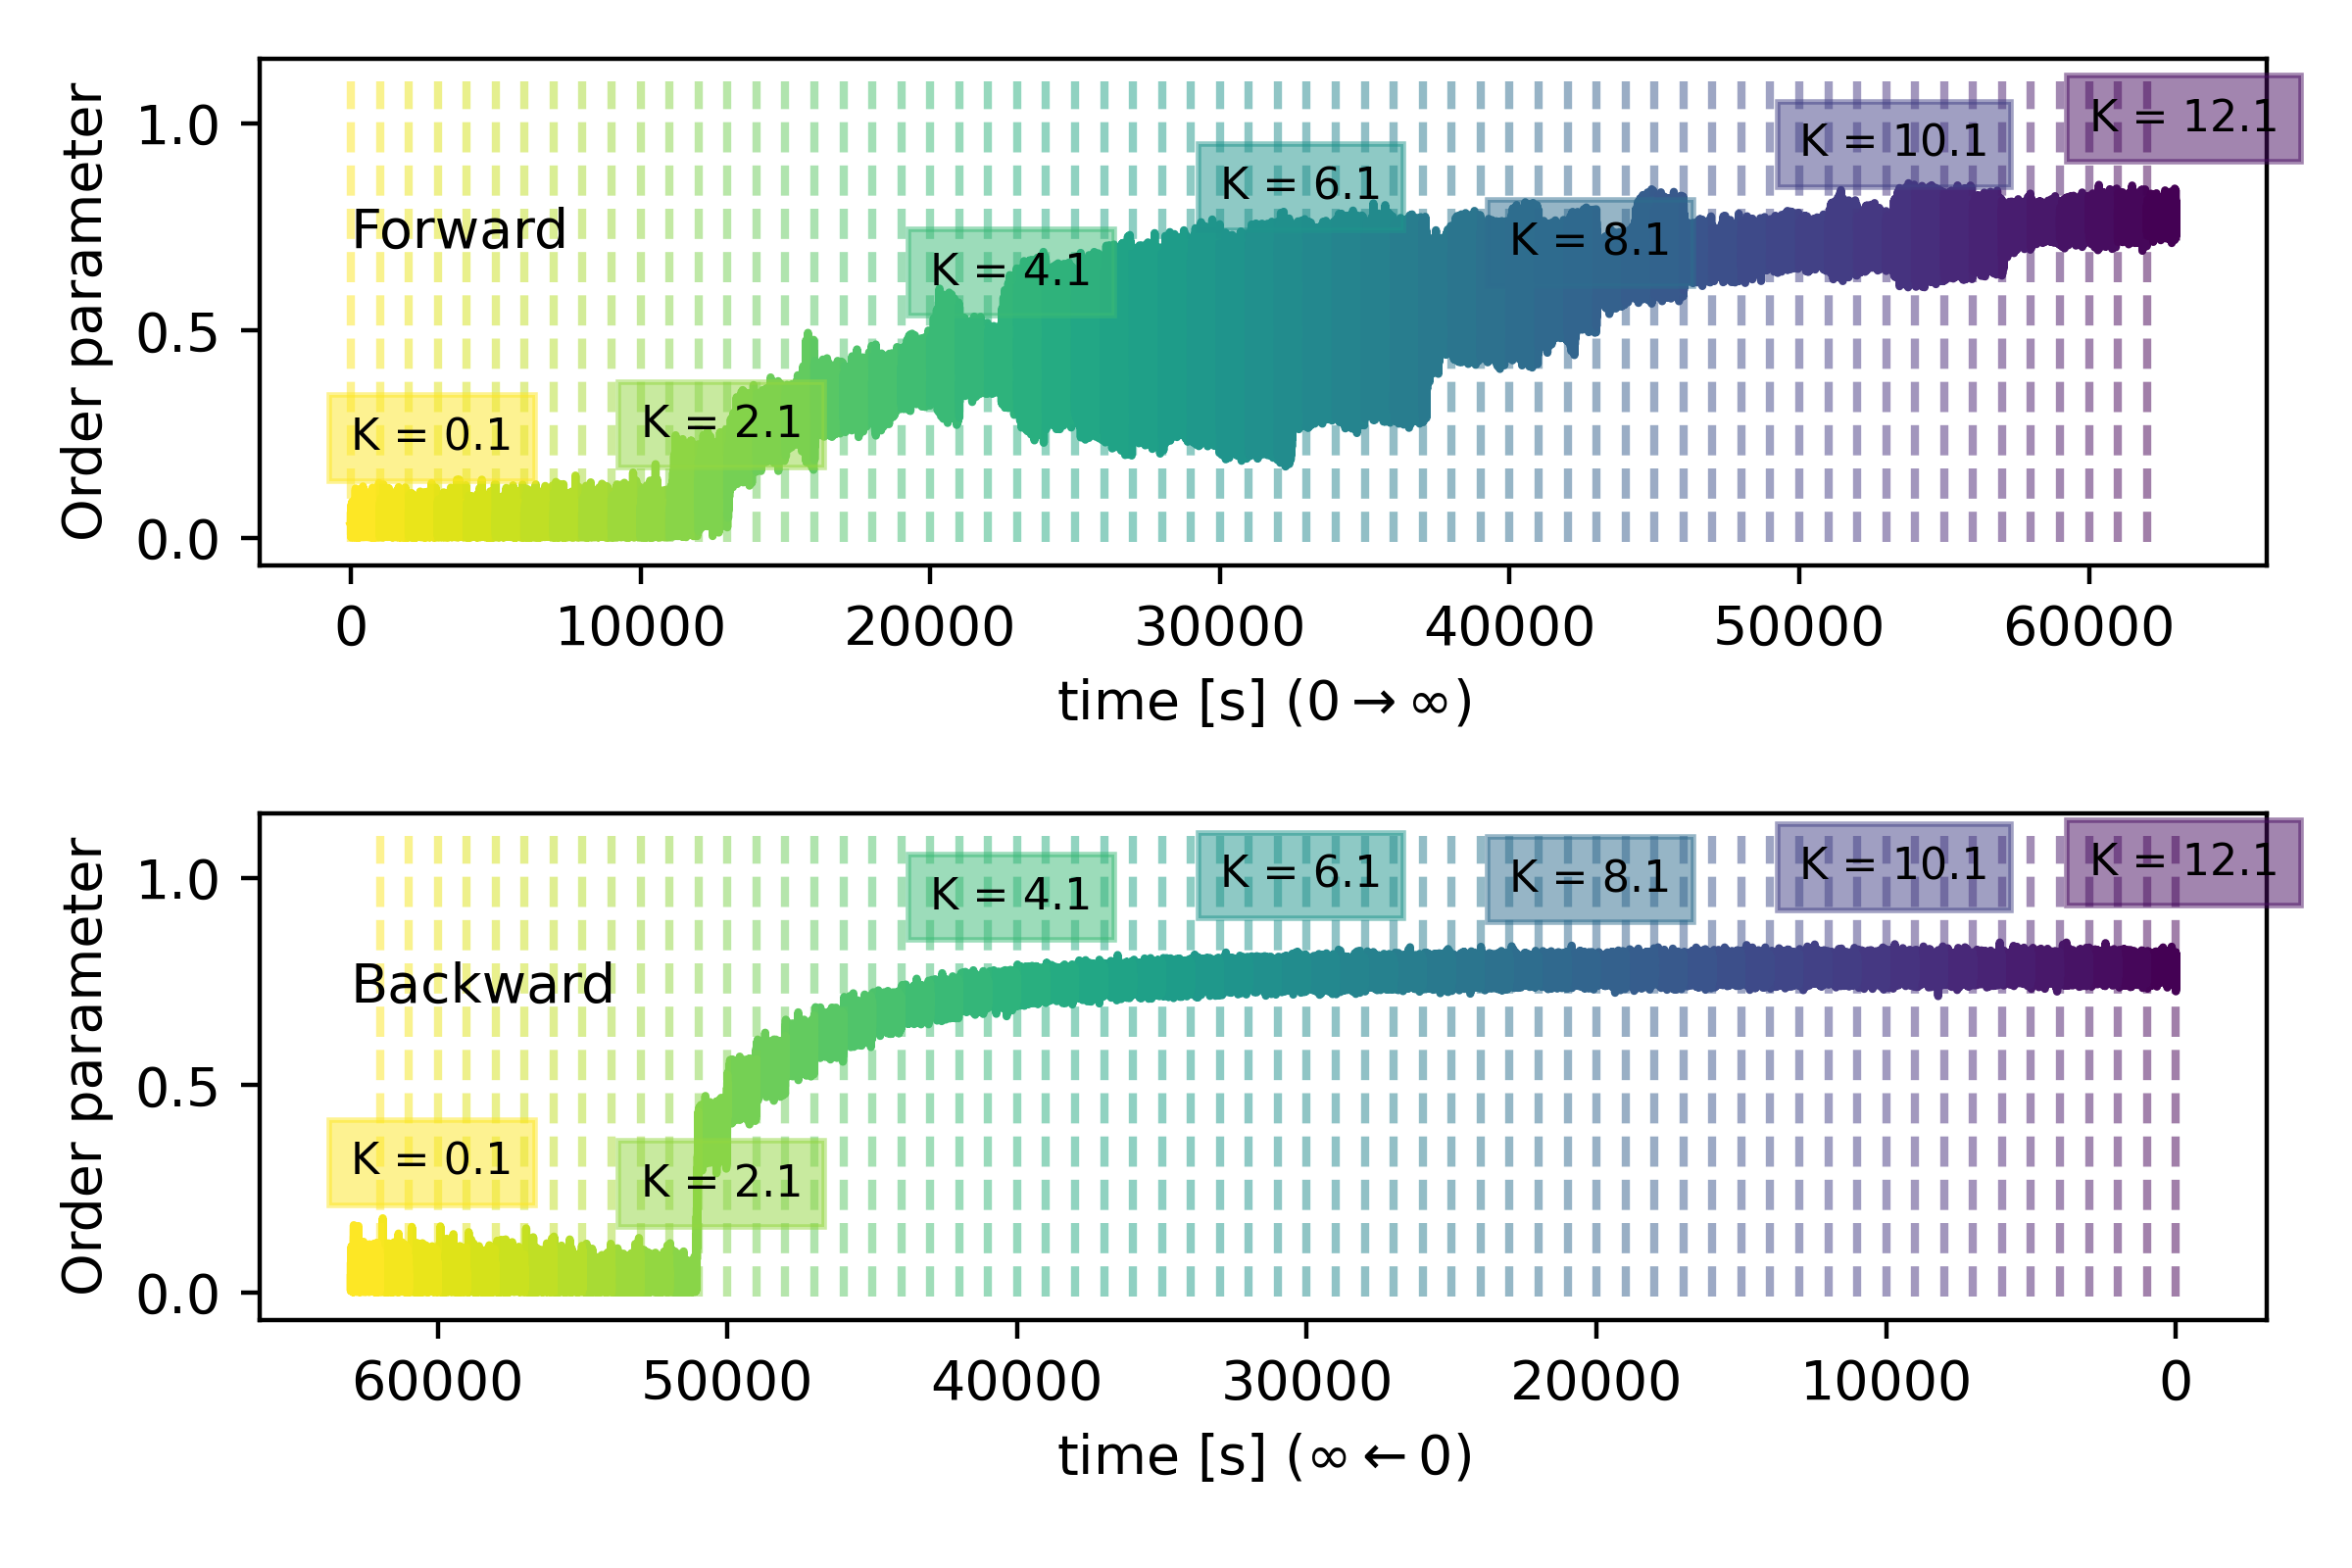 Order parameter
1.0
0.5
0.0
Forward
K = 0.1
K = 2.1
K = 4.1
K = 6.1
K = 8.1
K = 10.1
K = 12.1
0 10000 20000 30000 40000 50000 60000
time [s] (0 → ∞)
Order parameter
1.0
0.5
0.0
Backward
K = 0.1
K = 2.1
K = 4.1
K = 6.1
K = 8.1
K = 10.1
K = 12.1
60000 50000 40000 30000 20000 10000 0
time [s] (∞ ← 0)